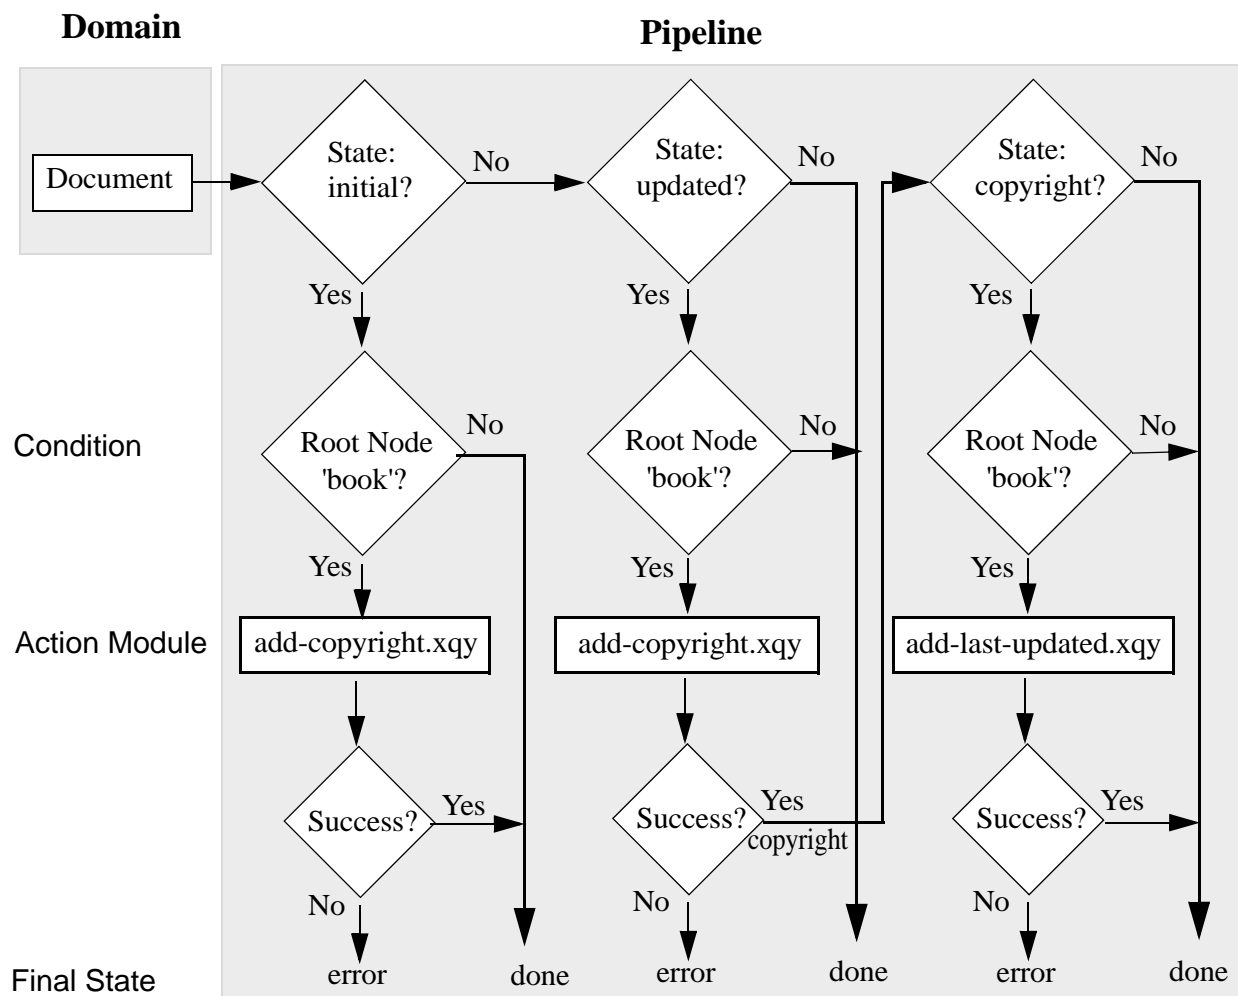 Domain
Pipeline
Document
State:
initial?
No
State:
updated?
No
State:
copyright?
No
Yes
Yes
Yes
Condition
Root Node
'book'?
No
Root Node
'book'?
No
Root Node
'book'?
No
Yes
Yes
Yes
Action Module
add-copyright.xqy
add-copyright.xqy
add-last-updated.xqy
Success?
Yes
Success?
Yes
copyright
Success?
Yes
No
No
No
Final State
error
done
error
done
error
done